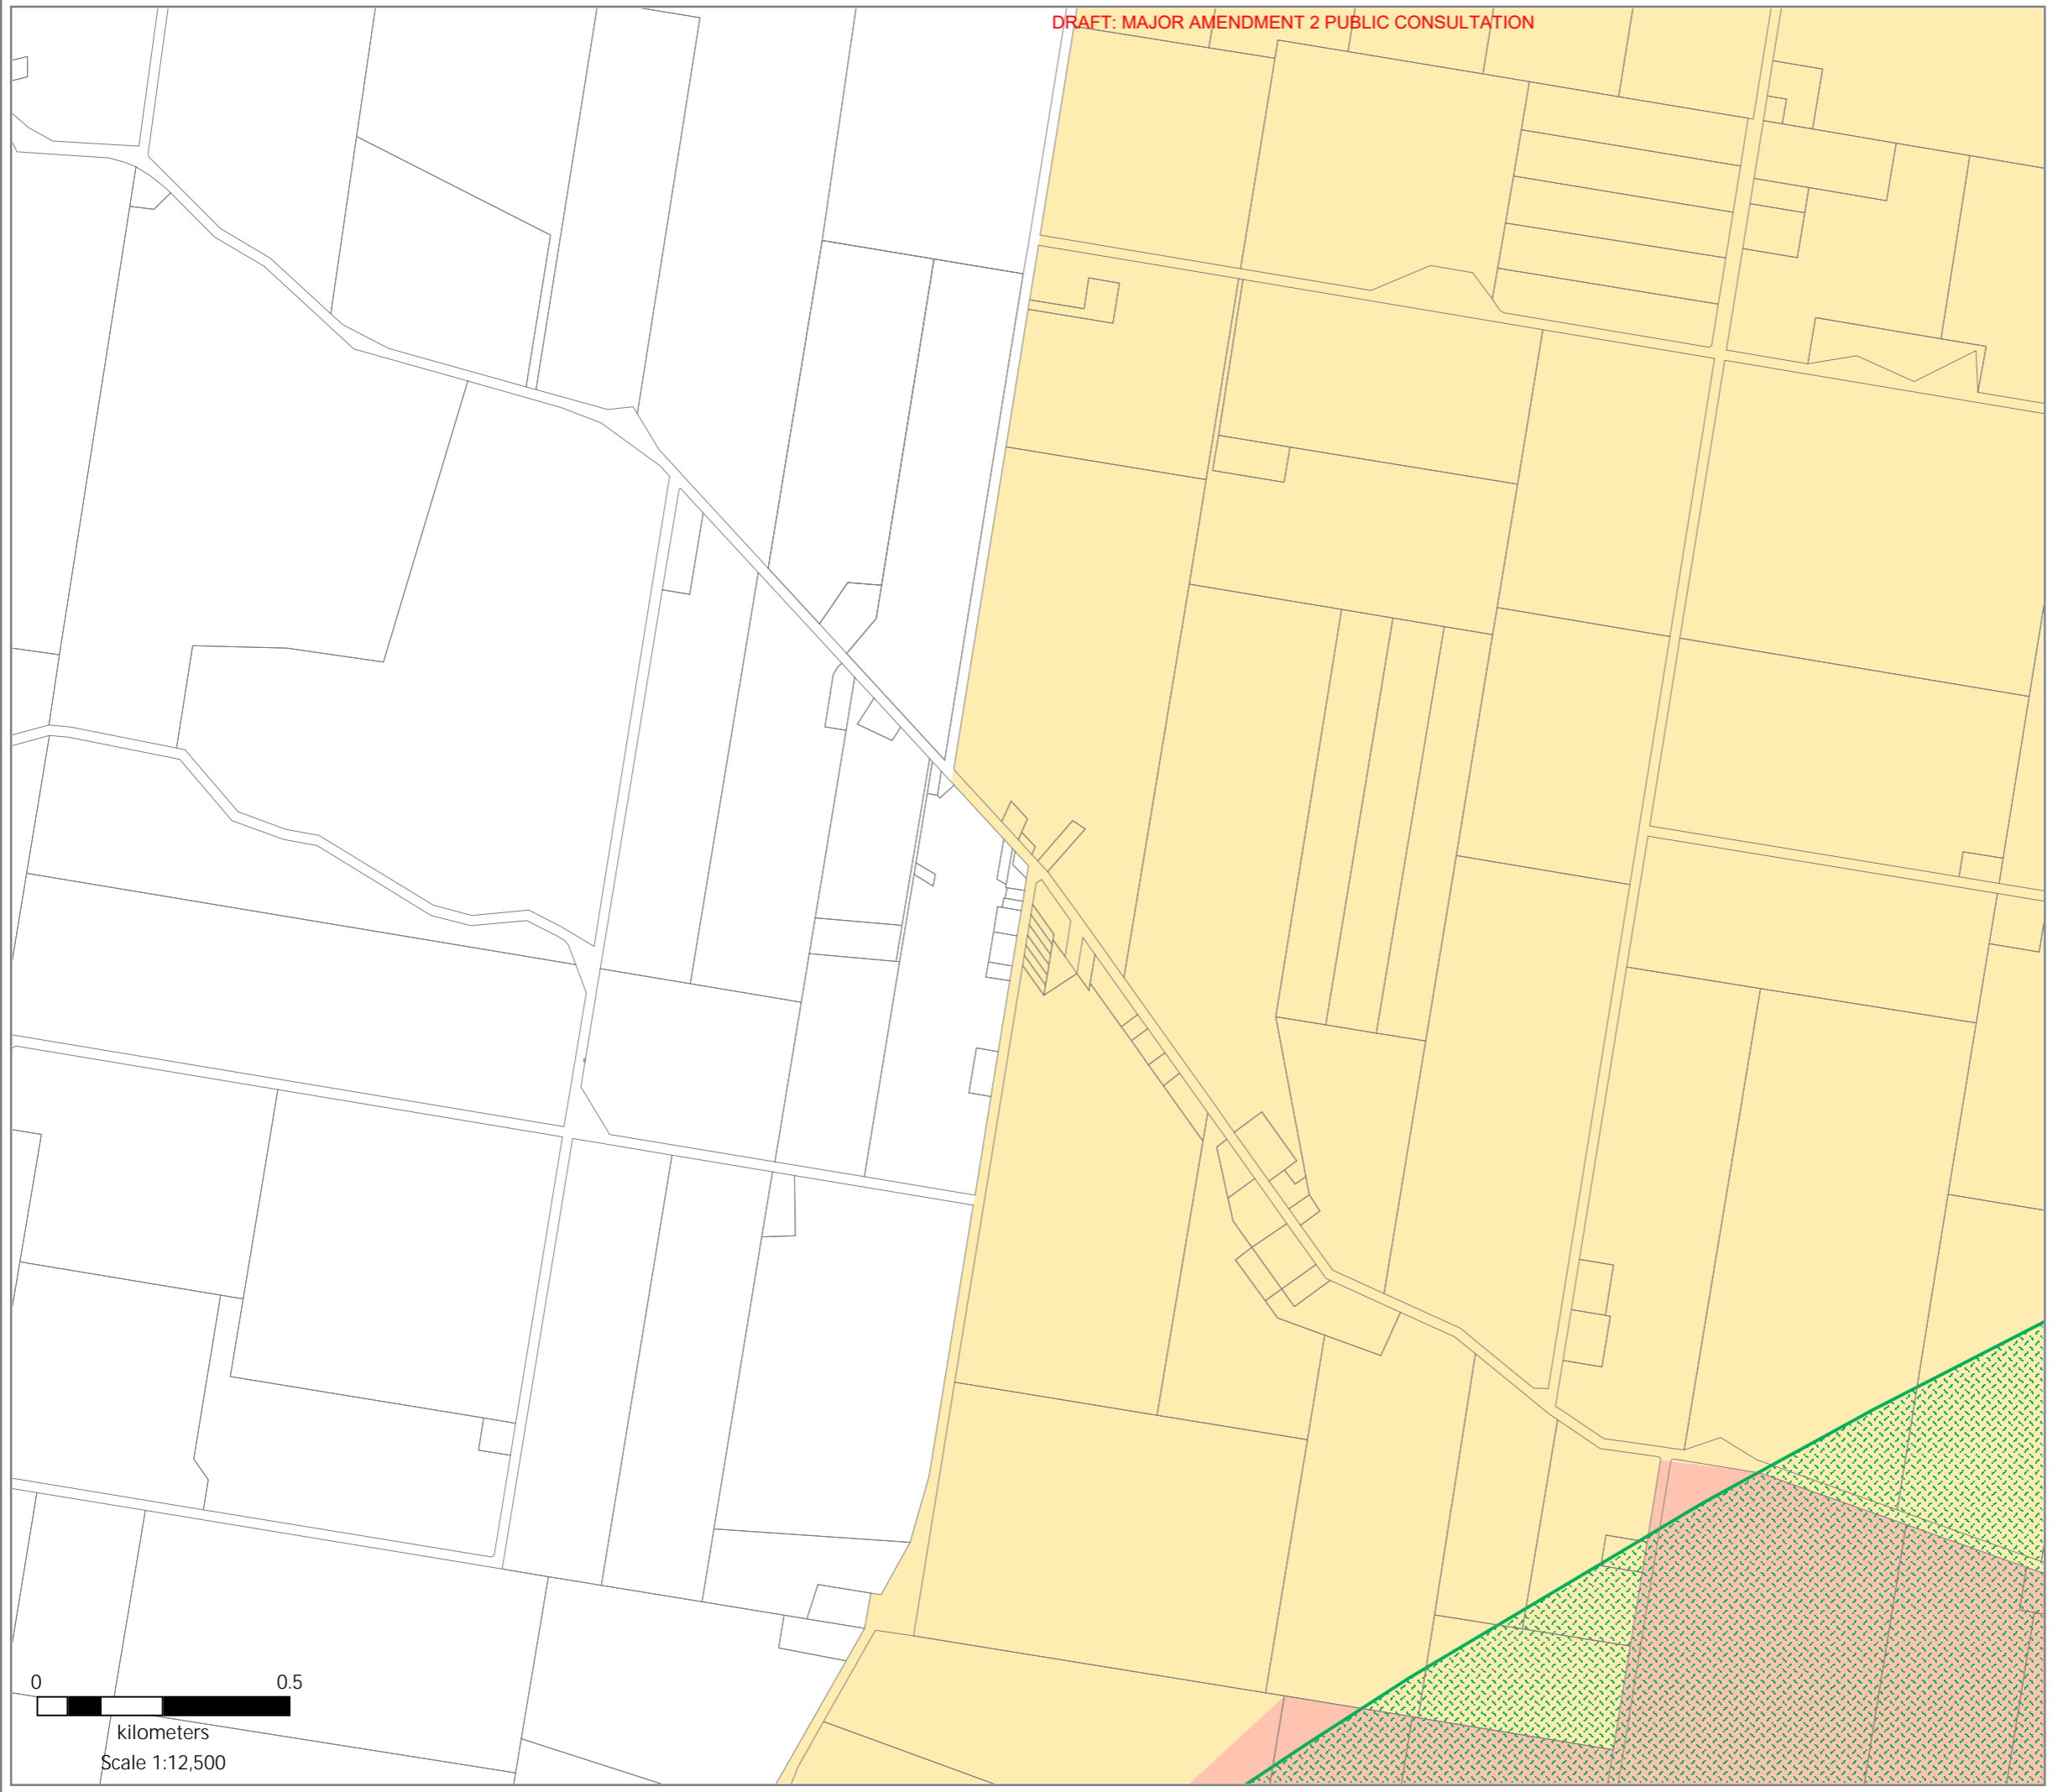 DRAFT: MAJOR AMENDMENT 2 PUBLIC CONSULTATION
0 0.5
kilometers
Scale 1:12,500